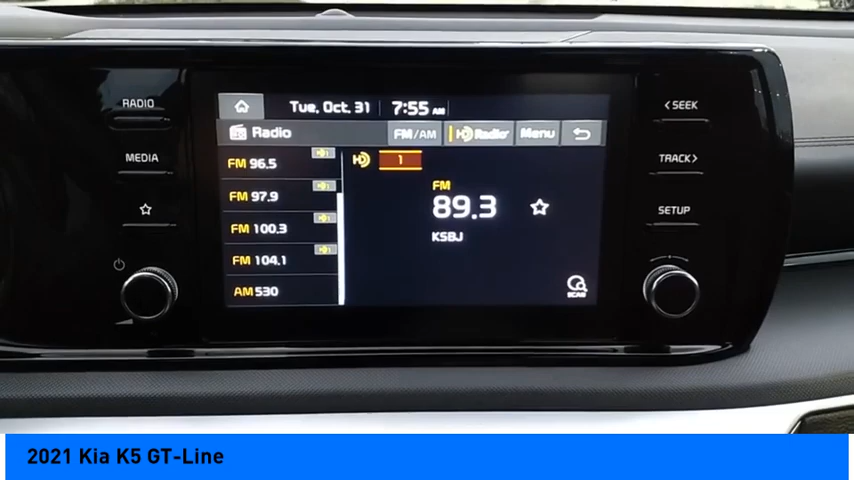 RADIO
MEDIA
Tue, Oct. 31 7:55 AM
Radio FM/AM HD Radio Menu
FM 96.5
FM 97.9
FM 100.3
FM 104.1
AM 530
HD 1
FM
89.3
KSBJ
SCAN
< SEEK
TRACK >
SETUP
2021 Kia K5 GT-Line